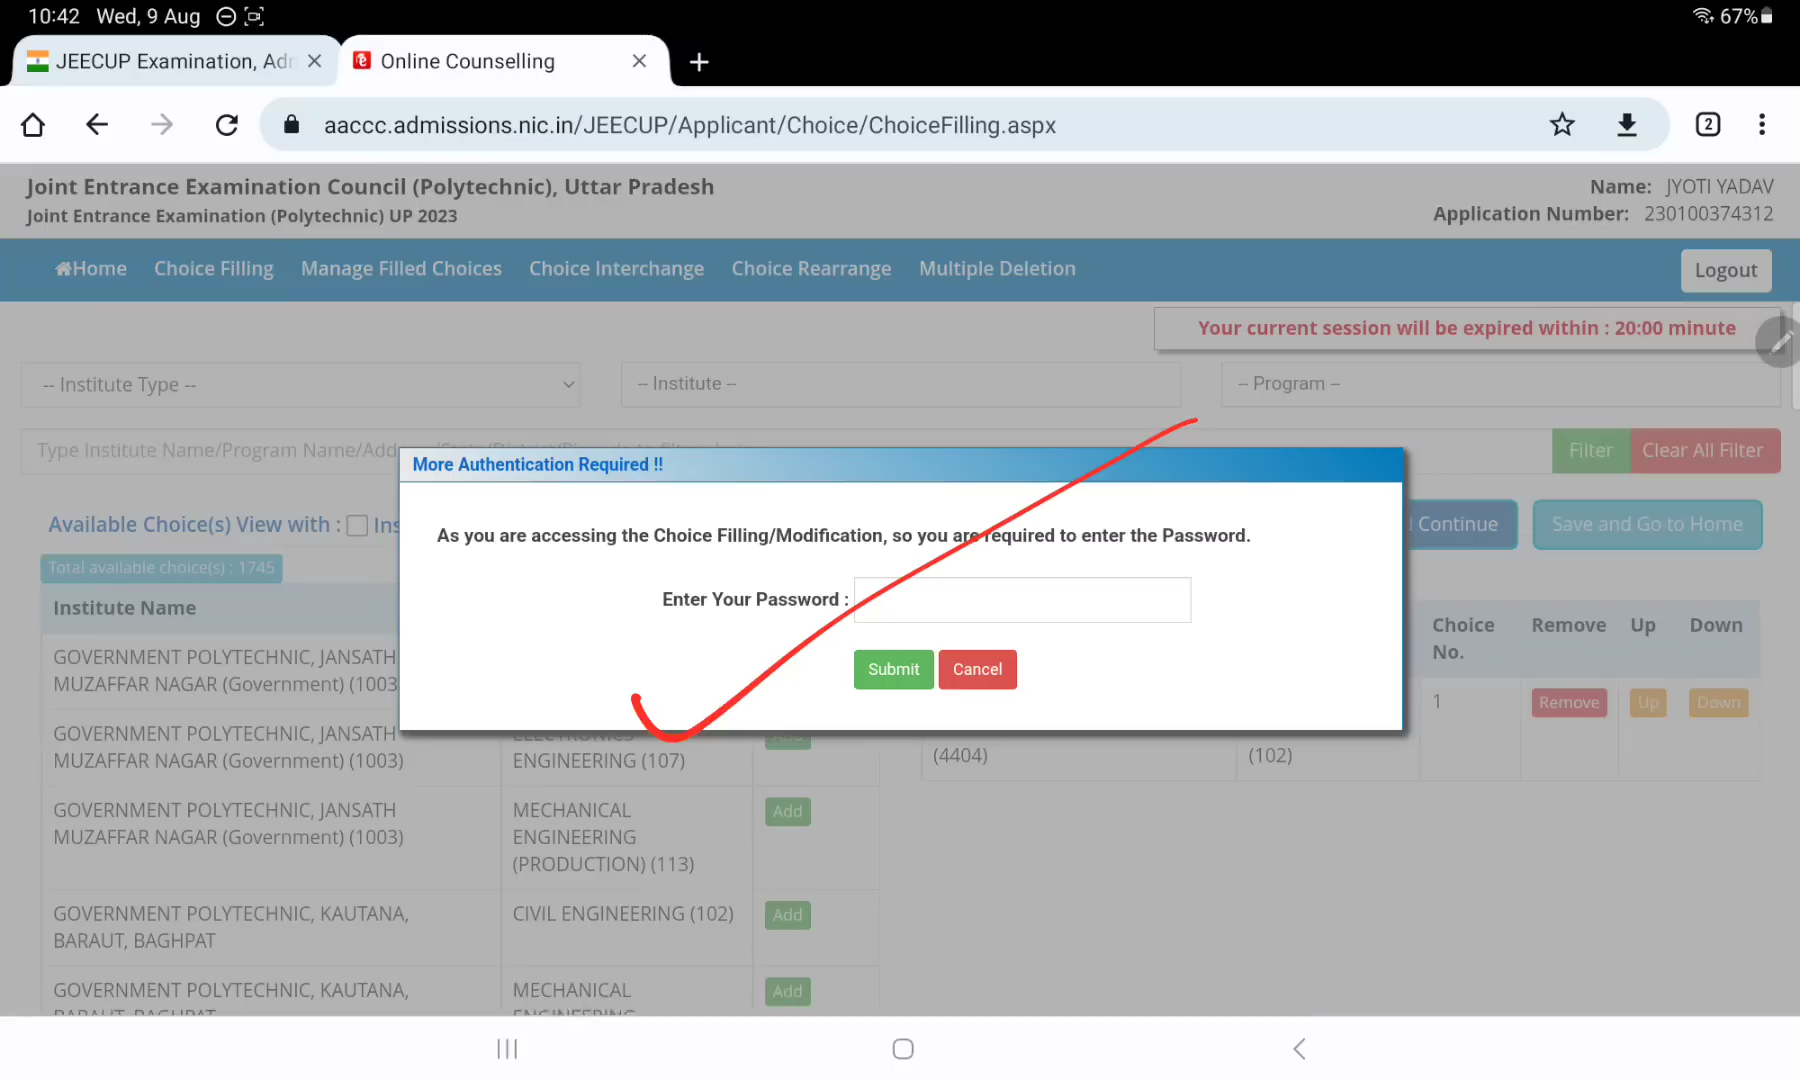 10:42 Wed, 9 Aug 67%
JEECUP Examination, Adm
Online Counselling
aaccc.admissions.nic.in/JEECUP/Applicant/Choice/ChoiceFilling.aspx
2
Joint Entrance Examination Council (Polytechnic), Uttar Pradesh
Joint Entrance Examination (Polytechnic) UP 2023
Name: JYOTI YADAV
Application Number: 230100374312
Home Choice Filling Manage Filled Choices Choice Interchange Choice Rearrange Multiple Deletion Logout
Your current session will be expired within : 20:00 minute
-- Institute Type --
-- Institute --
-- Program --
Type Institute Name/Program Name/Add
Filter Clear All Filter
More Authentication Required !!
As you are accessing the Choice Filling/Modification, so you are required to enter the Password.
Enter Your Password :
Submit Cancel
Available Choice(s) View with : Ins
Continue Save and Go to Home
Total available choice(s) : 1745
Institute Name
GOVERNMENT POLYTECHNIC, JANSATH
MUZAFFAR NAGAR (Government) (1003
GOVERNMENT POLYTECHNIC, JANSATH
MUZAFFAR NAGAR (Government) (1003)
ELECTRONICS
ENGINEERING (107)
Add
GOVERNMENT POLYTECHNIC, JANSATH
MUZAFFAR NAGAR (Government) (1003)
MECHANICAL
ENGINEERING
(PRODUCTION) (113)
Add
GOVERNMENT POLYTECHNIC, KAUTANA,
BARAUT, BAGHPAT
CIVIL ENGINEERING (102)
Add
GOVERNMENT POLYTECHNIC, KAUTANA,
BARAUT, BAGHPAT
MECHANICAL
ENGINEERING
Add
Choice
No.
Remove Up Down
1 Remove Up Down
(4404)
(102)